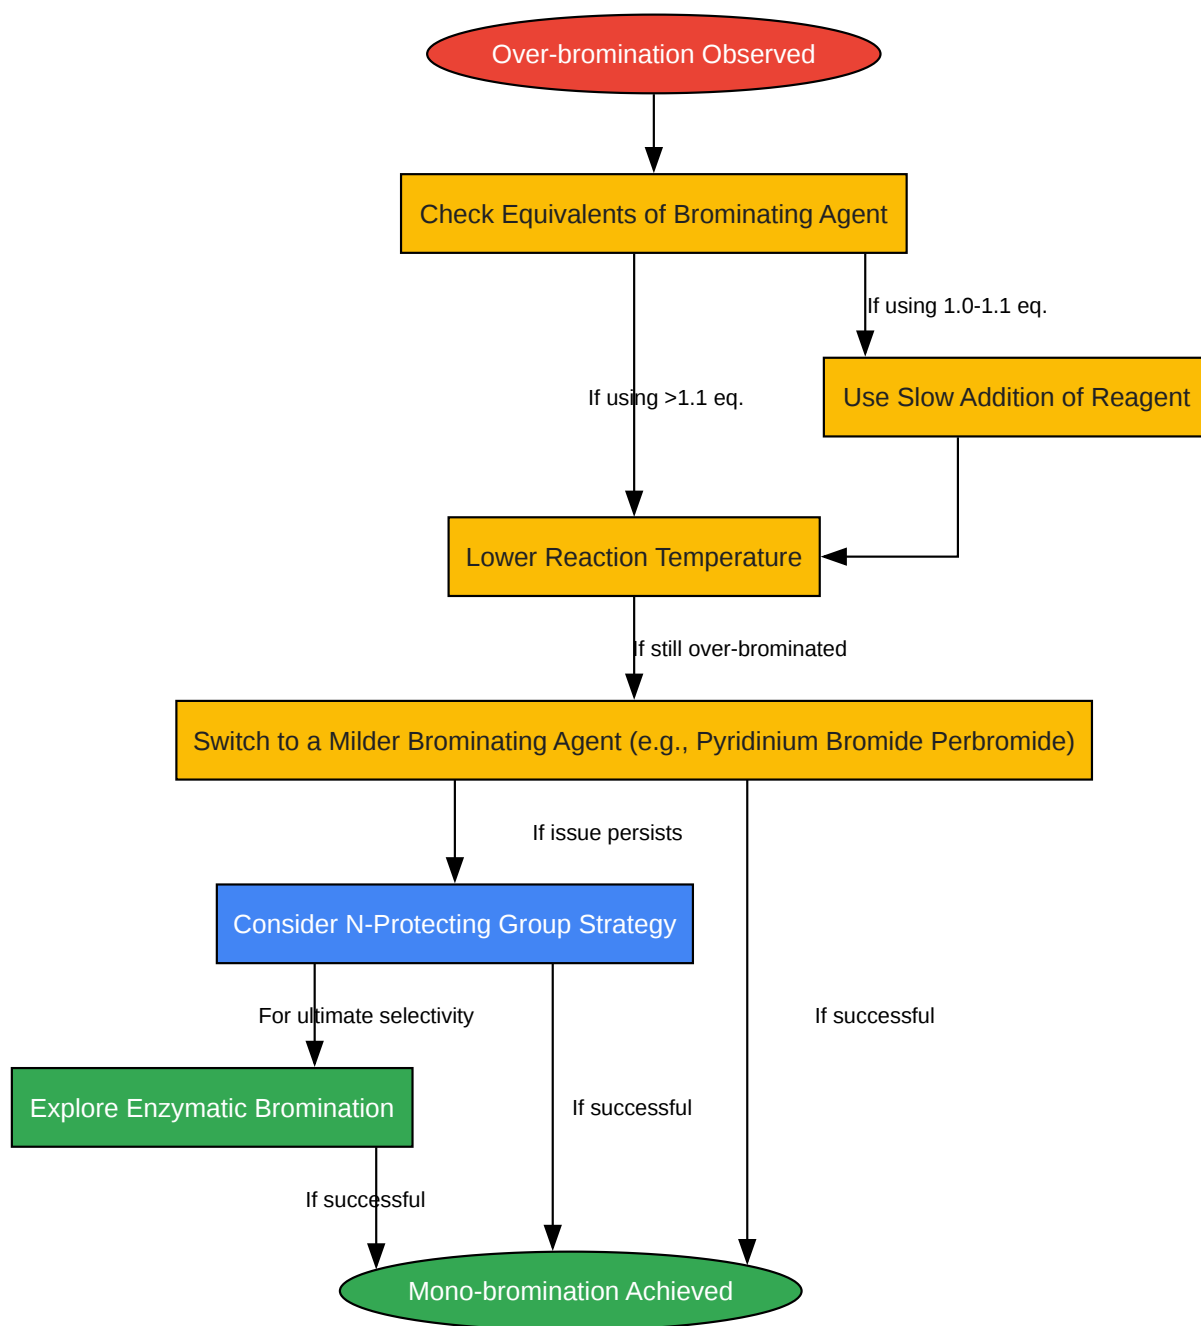 Over-bromination Observed
Check Equivalents of Brominating Agent
If using 1.0-1.1 eq.
If using >1.1 eq.
Use Slow Addition of Reagent
Lower Reaction Temperature
If still over-brominated
Switch to a Milder Brominating Agent (e.g., Pyridinium Bromide Perbromide)
If issue persists
Consider N-Protecting Group Strategy
For ultimate selectivity
If successful
Explore Enzymatic Bromination
If successful
If successful
Mono-bromination Achieved